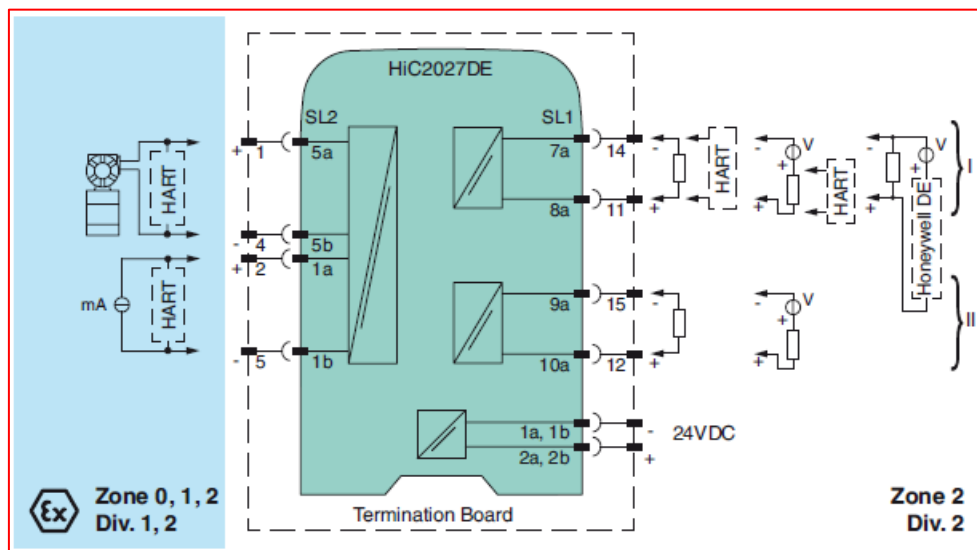 HiC2027DE
SL2
SL1
+ 1
5a
7a
14
- + V
- V +
HART
HART
HART
Honeywell DE
I
8a
11
+ + +
- 4
5b
+ 2
1a
mA
HART
9a
15
- - V
+
II
- 5
1b
10a
12
+ +
1a, 1b
-
24VDC
2a, 2b
+
Zone 0, 1, 2
Div. 1, 2
Ex
Termination Board
Zone 2
Div. 2